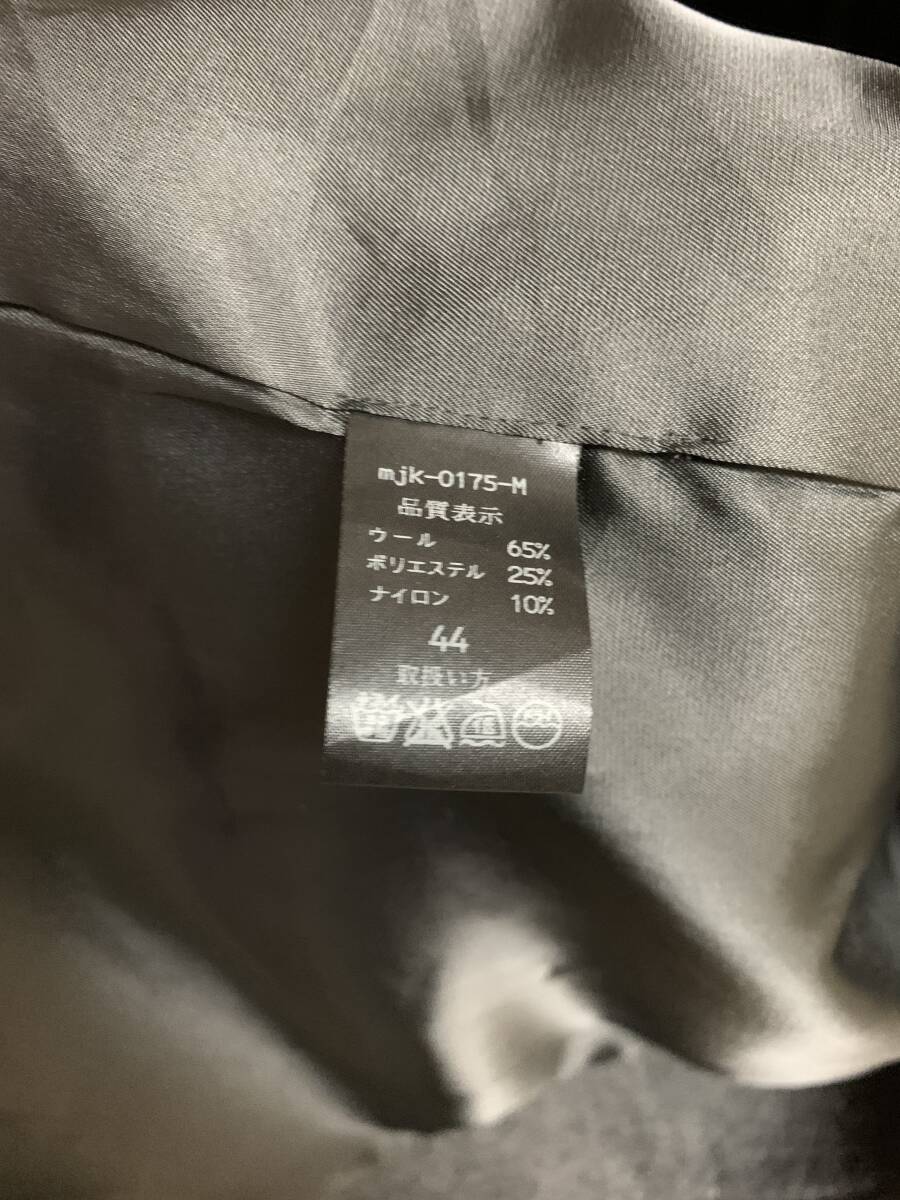 mjk-0175-M
品質表示
ウール 65%
ポリエステル 25%
ナイロン 10%
44
取扱い方